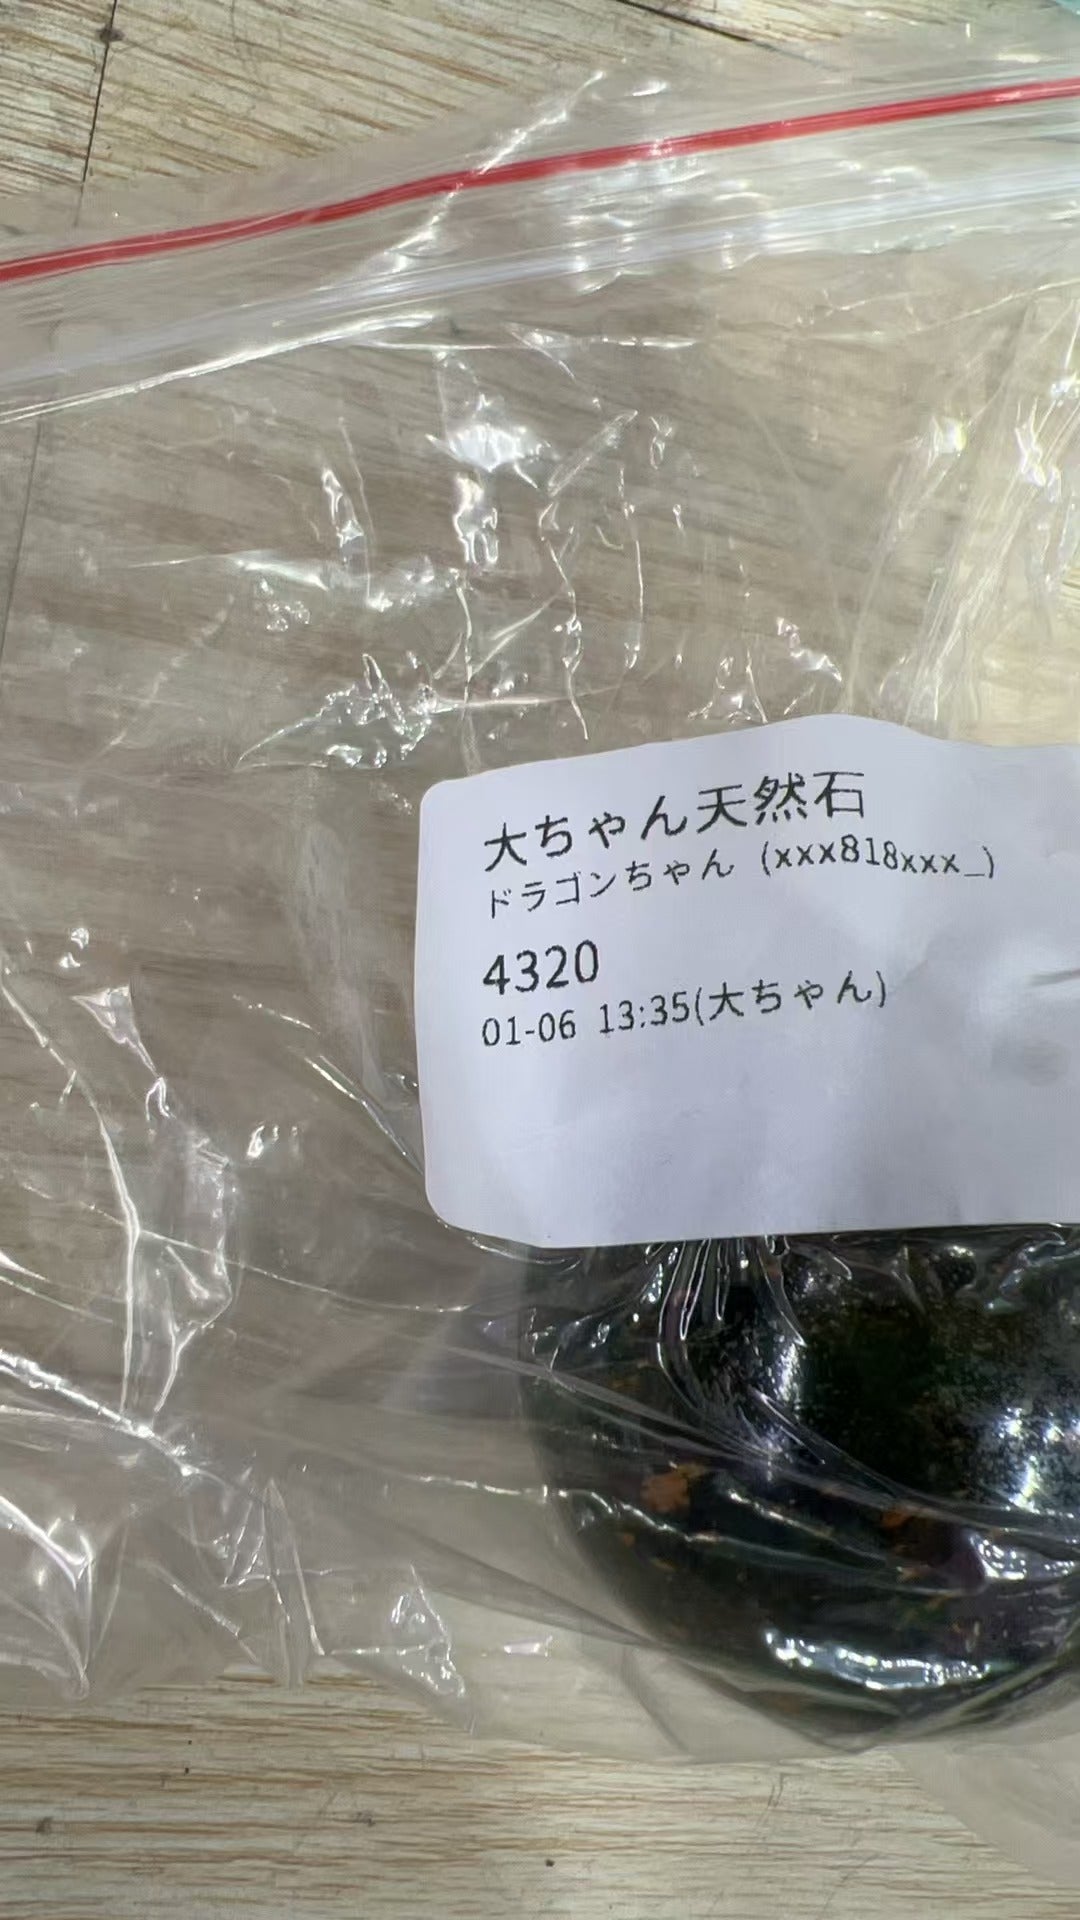 大ちゃん天然石
ドラゴンちゃん (xxx818xxx_)
4320
01-06 13:35(大ちゃん)